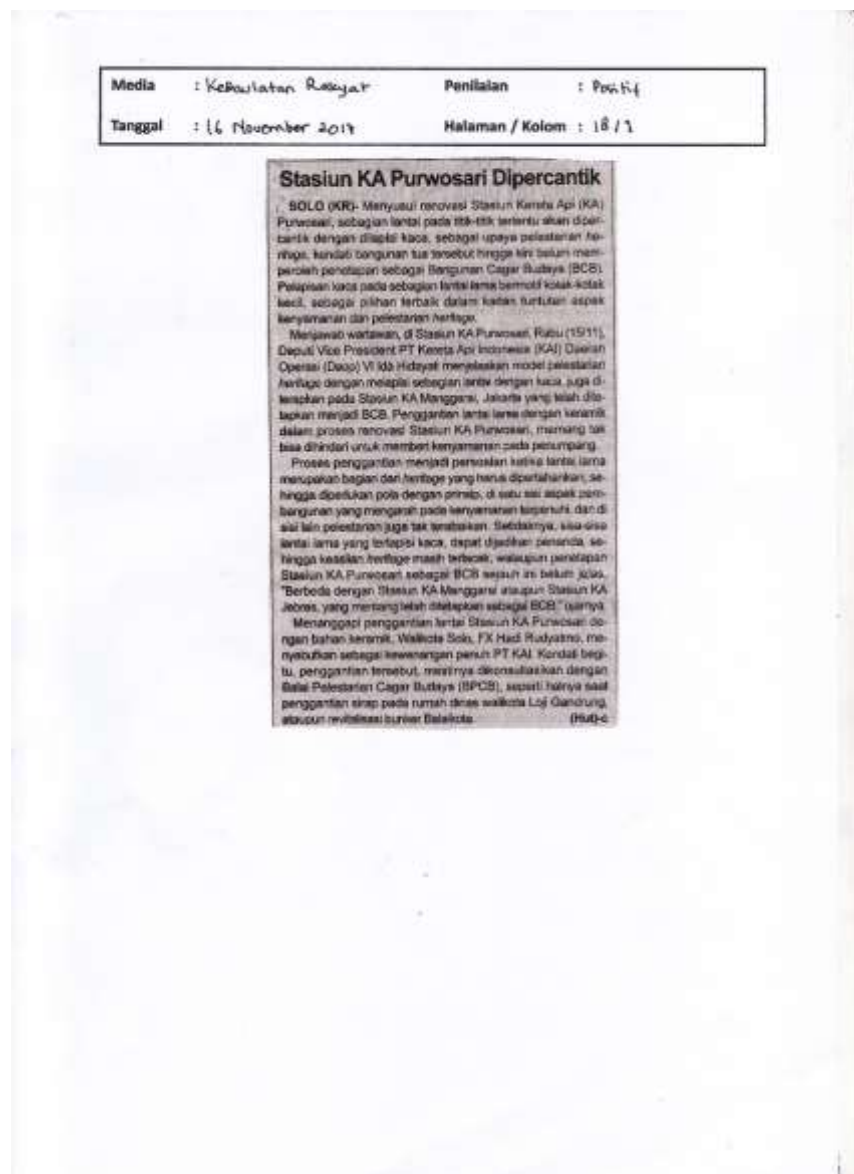 Media : Kedaulatan Rakyat Penilaian : Positif
Tanggal : 16 November 2017 Halaman / Kolom : 18 / 1
Stasiun KA Purwosari Dipercantik
SOLO (KR)- Menyusul renovasi Stasiun Kereta Api (KA)
Purwosari, sebagian lantai pada titik-titik tertentu akan diper-
cantik dengan dilapisi kaca, sebagai upaya pelestarian he-
ritage, kendati bangunan tua tersebut hingga kini belum mem-
peroleh penetapan sebagai Bangunan Cagar Budaya (BCB).
Pelapisan kaca pada sebagian lantai lama bermotif kotak-kotak
kecil, sebagai pilihan terbaik dalam kaitan tuntutan aspek
kenyamanan dan pelestarian heritage.
Menjawab wartawan, di Stasiun KA Purwosari, Rabu (15/11),
Deputi Vice President PT Kereta Api Indonesia (KAI) Daerah
Operasi (Daop) VI Ida Hidayati menjelaskan model pelestarian
heritage dengan melapisi sebagian lantai dengan kaca, juga di-
terapkan pada Stasiun KA Manggarai, Jakarta yang telah dite-
tapkan menjadi BCB. Penggantian lantai lama dengan keramik
dalam proses renovasi Stasiun KA Purwosari, memang tak
bisa dihindari untuk memberi kenyamanan pada penumpang.
Proses penggantian menjadi persoalan ketika lantai lama
merupakan bagian dari heritage yang harus dipertahankan, se-
hingga diperlukan pola dengan prinsip, di satu sisi aspek pem-
bangunan yang mengarah pada kenyamanan terpenuhi, dan di
sisi lain pelestarian juga tak terabaikan. Setidaknya, sisa-sisa
lantai lama yang terlapisi kaca, dapat dijadikan penanda, se-
hingga keaslian heritage masih terlacak, walaupun penetapan
Stasiun KA Purwosari sebagai BCB sejauh ini belum jelas.
"Berbeda dengan Stasiun KA Manggarai ataupun Stasiun KA
Jebres, yang memang telah ditetapkan sebagai BCB," ujarnya.
Menanggapi penggantian lantai Stasiun KA Purwosari de-
ngan bahan keramik, Walikota Solo, FX Hadi Rudyatmo, me-
nyebutkan sebagai kewenangan penuh PT KAI. Kendati begi-
tu, penggantian tersebut, mestinya dikonsultasikan dengan
Balai Pelestarian Cagar Budaya (BPCB), seperti halnya saat
penggantian sirap pada rumah dinas walikota Loji Gandrung,
ataupun revitalisasi bunker Balaikota. (Hut)-c